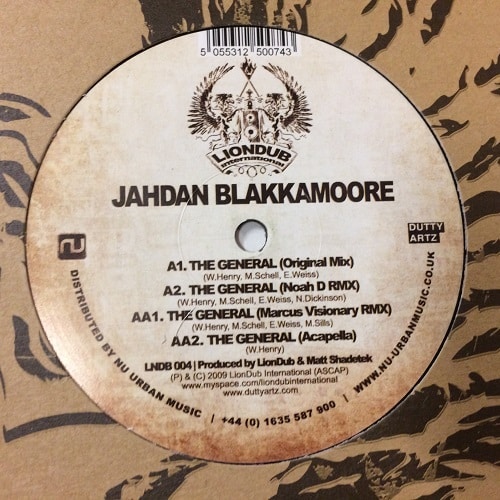 5 055312 500743
LIONDUB
international
JAHDAN BLAKKAMOORE
DUTTY
ARTZ
A1. THE GENERAL (Original Mix)
(W.Henry, M.Schell, E.Weiss)
A2. THE GENERAL (Noah D RMX)
(W.Henry, M.Schell, E.Weiss, N.Dickinson)
AA1. THE GENERAL (Marcus Visionary RMX)
(W.Henry, M.Schell, E.Weiss, M.Sills)
AA2. THE GENERAL (Acapella)
(W.Henry)
LNDB 004 | Produced by LionDub & Matt Shadetek
(P) & (C) 2009 LionDub International (ASCAP)
www.myspace.com/liondubinternational
www.duttyartz.com
DISTRIBUTED BY NU URBAN MUSIC | +44 (0) 1635 587 900 | WWW.NU-URBANMUSIC.CO.UK